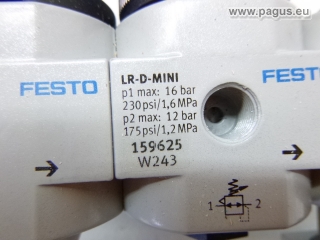 www.pagus.eu
FESTO
LR-D-MINI
p1 max: 16 bar
230psi/1,6MPa
p2 max: 12 bar
175psi/1,2MPa
159625
W243
FESTO
1 2